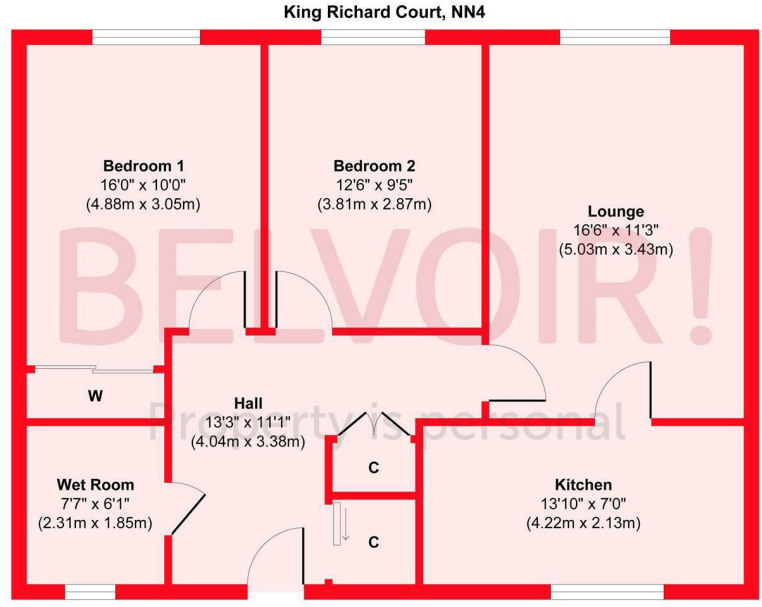 King Richard Court, NN4
Bedroom 1
16'0" x 10'0"
(4.88m x 3.05m)
Bedroom 2
12'6" x 9'5"
(3.81m x 2.87m)
Lounge
16'6" x 11'3"
(5.03m x 3.43m)
BELVOIR!
Property is personal
W
Hall
13'3" x 11'1"
(4.04m x 3.38m)
C
Wet Room
7'7" x 6'1"
(2.31m x 1.85m)
Kitchen
13'10" x 7'0"
(4.22m x 2.13m)
C